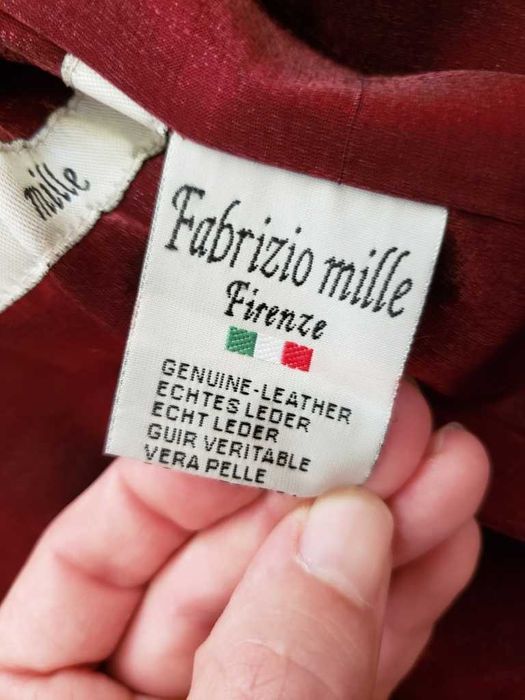 mille
Fabrizio mille
Firenze
GENUINE-LEATHER
ECHTES LEDER
ECHT LEDER
GUIR VERITABLE
VERA PELLE